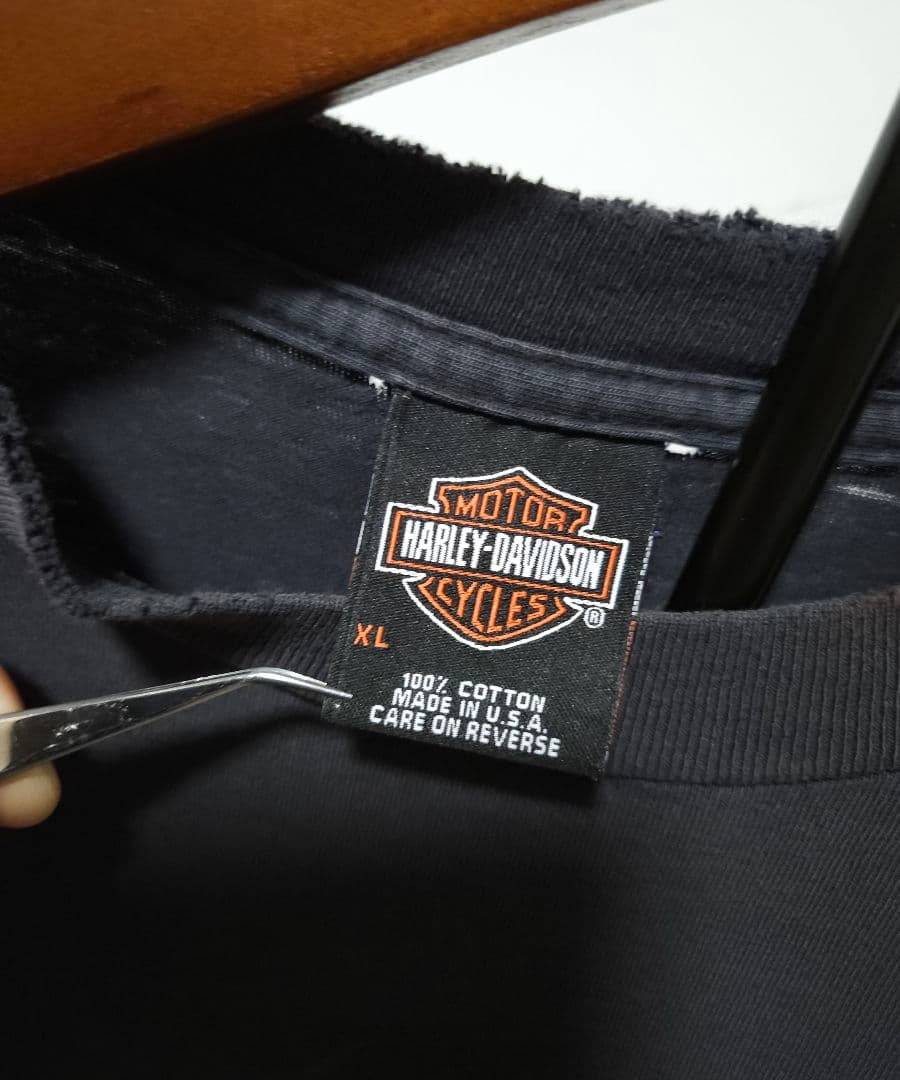 MOTOR
HARLEY-DAVIDSON
CYCLES
®
XL
100% COTTON
MADE IN U.S.A.
CARE ON REVERSE